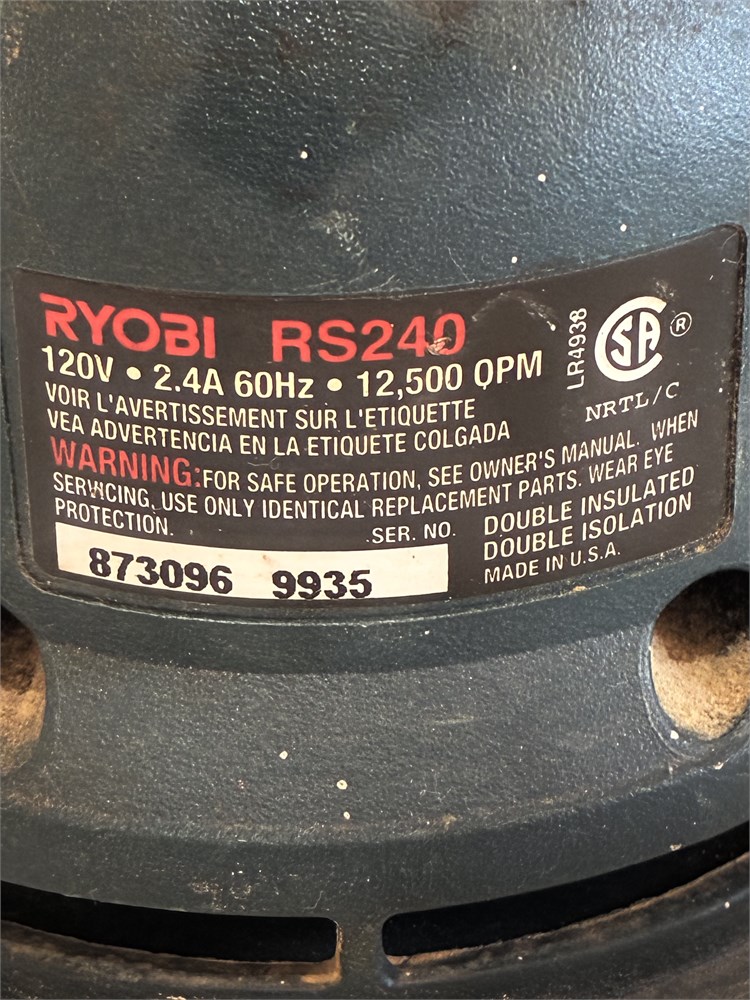 RYOBI RS240
120V • 2.4A 60Hz • 12,500 OPM
LR4938
SA ®
NRTL/C
VOIR L'AVERTISSEMENT SUR L'ETIQUETTE
VEA ADVERTENCIA EN LA ETIQUETE COLGADA
WARNING: FOR SAFE OPERATION, SEE OWNER'S MANUAL. WHEN
SERVICING, USE ONLY IDENTICAL REPLACEMENT PARTS. WEAR EYE
PROTECTION.
SER. NO.
873096 9935
DOUBLE INSULATED
DOUBLE ISOLATION
MADE IN U.S.A.